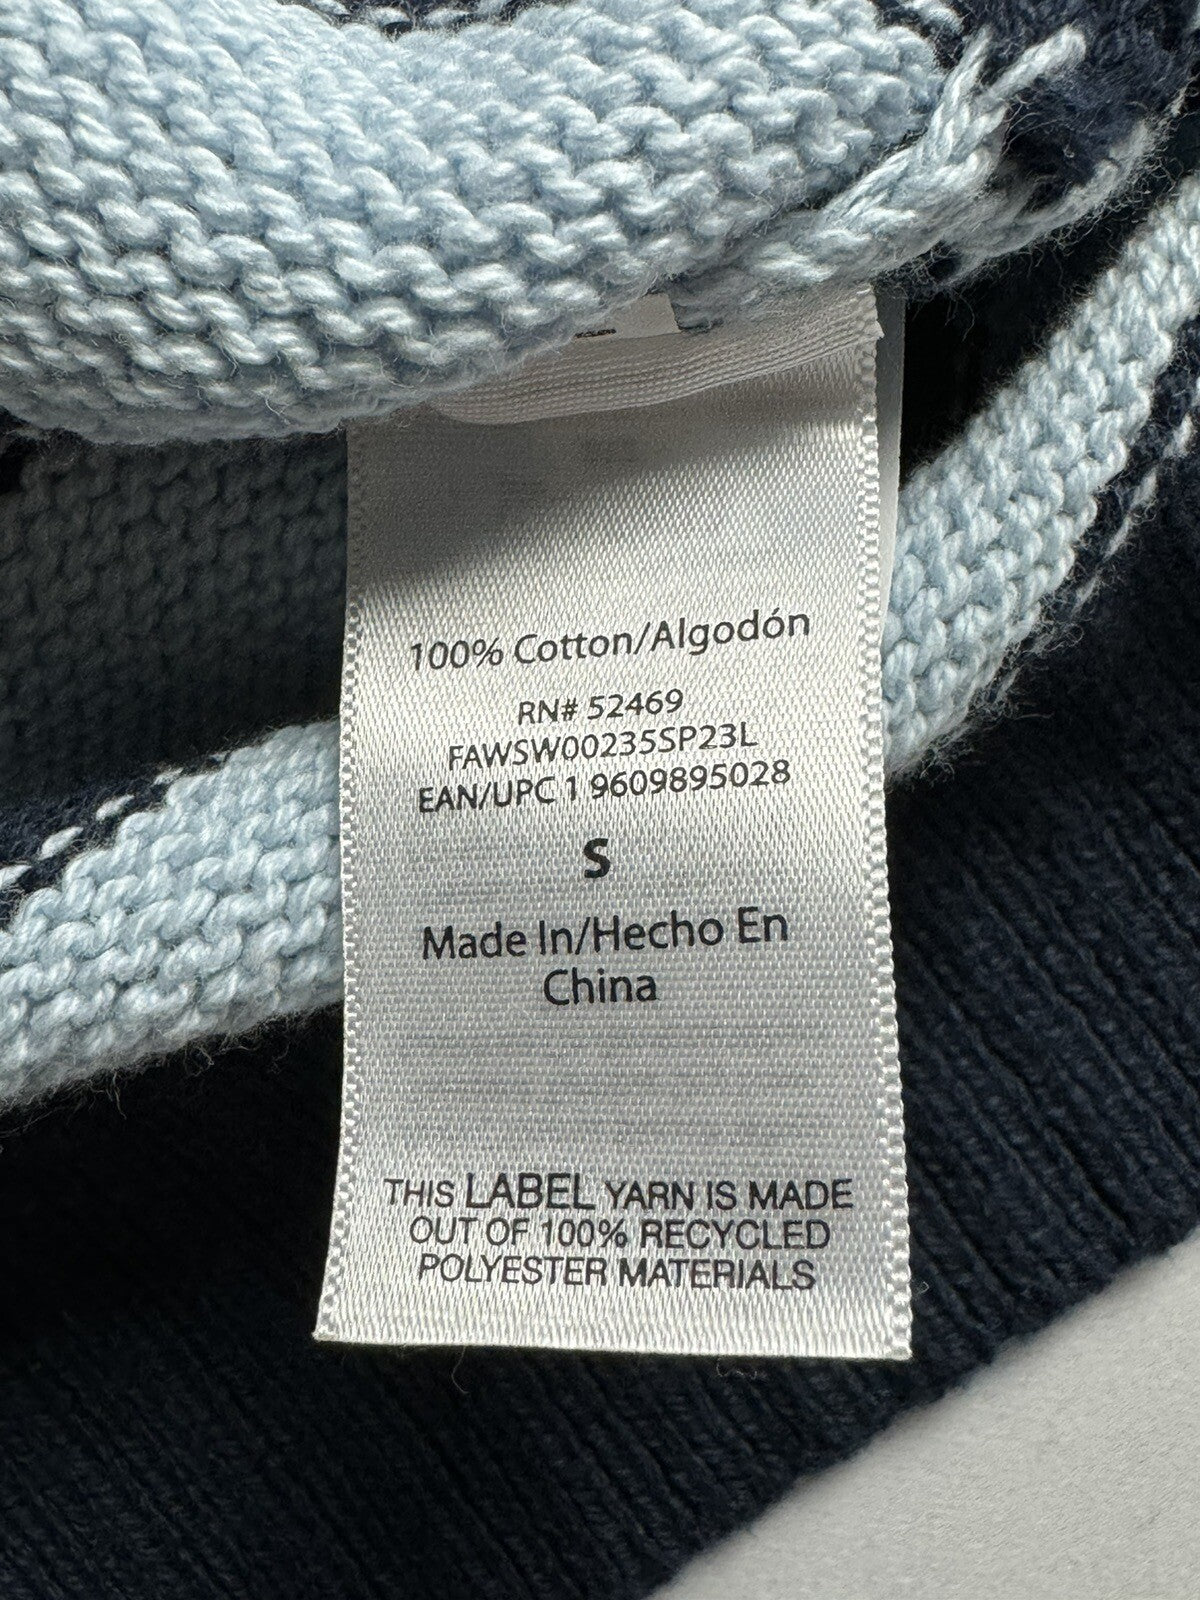 100% Cotton/Algodón
RN# 52469
FAWSW00235SP23L
EAN/UPC 1 9609895028
S
Made In/Hecho En
China
THIS LABEL YARN IS MADE
OUT OF 100% RECYCLED
POLYESTER MATERIALS